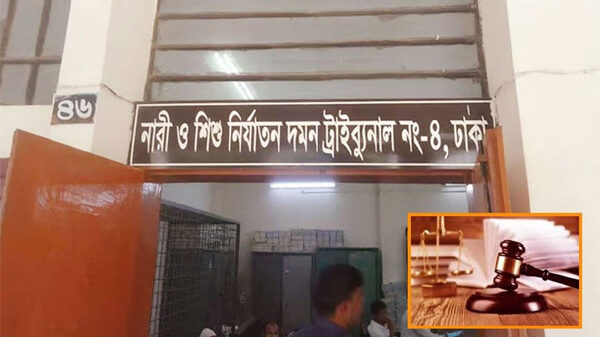 ৪৬
নারী ও শিশু নির্যাতন দমন ট্রাইব্যুনাল নং-৪, ঢাকা